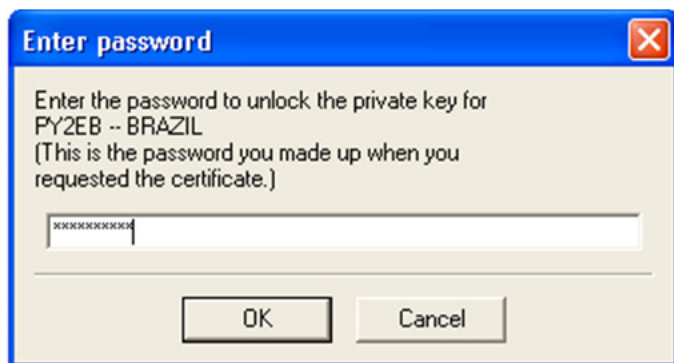 Enter password
Enter the password to unlock the private key for
PY2EB -- BRAZIL
(This is the password you made up when you
requested the certificate.)
××××××××××
OK
Cancel